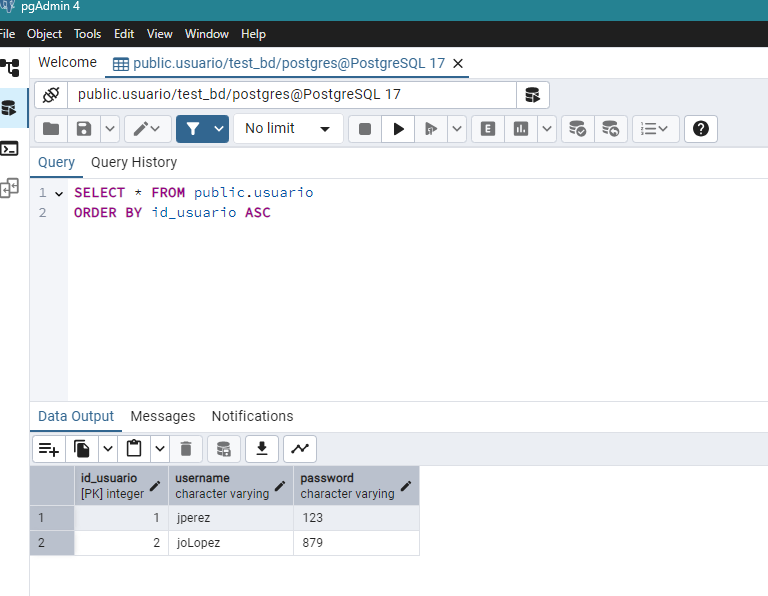 pgAdmin 4
File Object Tools Edit View Window Help
Welcome public.usuario/test_bd/postgres@PostgreSQL 17
public.usuario/test_bd/postgres@PostgreSQL 17
No limit
E
Query Query History
1 SELECT * FROM public.usuario
2 ORDER BY id_usuario ASC
Data Output Messages Notifications
id_usuario username password
[PK] integer character varying character varying
1 1 jperez 123
2 2 joLopez 879